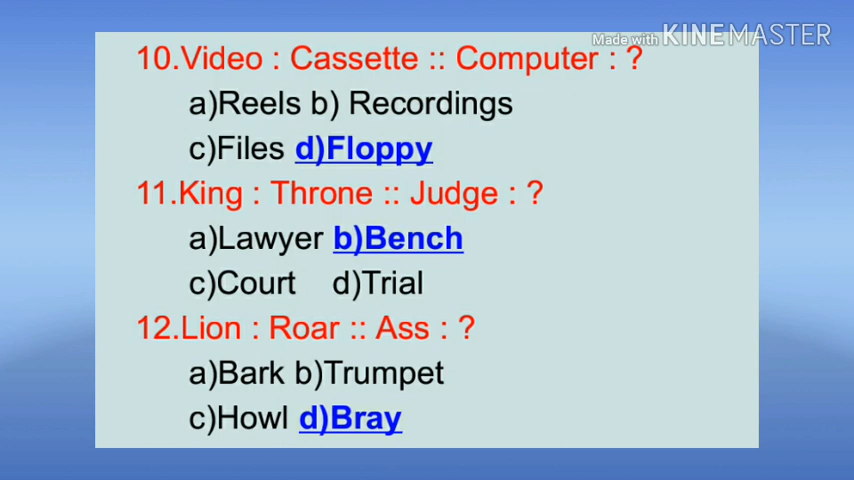 Made with KINEMASTER
10.Video : Cassette :: Computer : ?
a)Reels b) Recordings
c)Files d)Floppy
11.King : Throne :: Judge : ?
a)Lawyer b)Bench
c)Court d)Trial
12.Lion : Roar :: Ass : ?
a)Bark b)Trumpet
c)Howl d)Bray